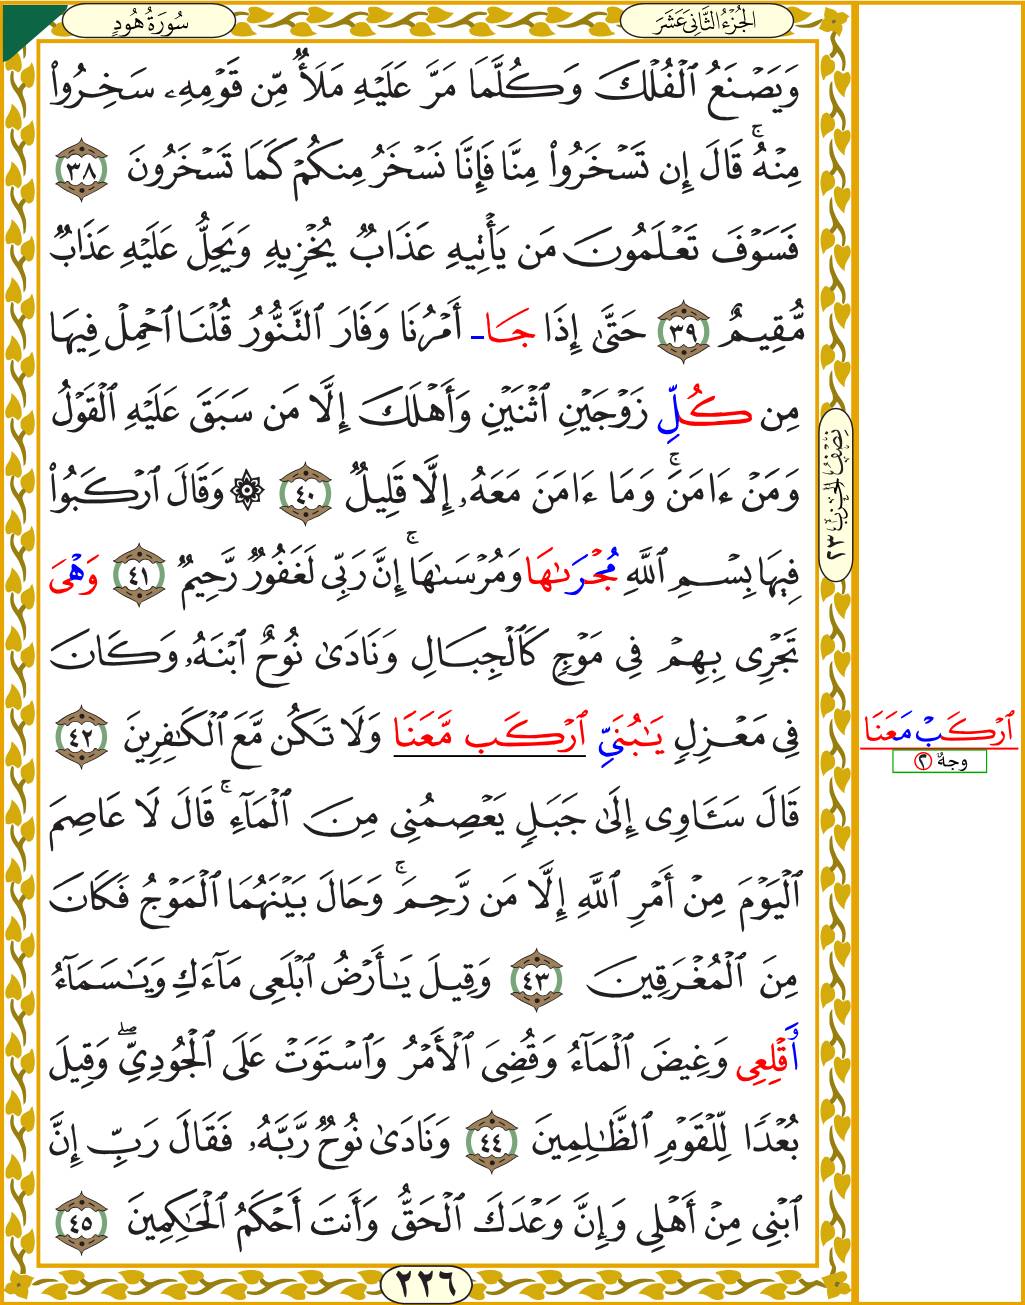 سُورَةُ هُودٍ
الجُزْءُ الثَّانِيَ عَشَرَ
وَيَصْنَعُ ٱلْفُلْكَ وَكُلَّمَا مَرَّ عَلَيْهِ مَلَأٌ مِّن قَوْمِهِۦ سَخِرُوا۟
مِنْهُ ۚ قَالَ إِن تَسْخَرُوا۟ مِنَّا فَإِنَّا نَسْخَرُ مِنكُمْ كَمَا تَسْخَرُونَ ٣٨
فَسَوْفَ تَعْلَمُونَ مَن يَأْتِيهِ عَذَابٌ يُخْزِيهِ وَيَحِلُّ عَلَيْهِ عَذَابٌ
مُّقِيمٌ ٣٩ حَتَّىٰ إِذَا جَا أَمْرُنَا وَفَارَ ٱلتَّنُّورُ قُلْنَا ٱحْمِلْ فِيهَا
مِن كُلِّ زَوْجَيْنِ ٱثْنَيْنِ وَأَهْلَكَ إِلَّا مَن سَبَقَ عَلَيْهِ ٱلْقَوْلُ
وَمَنْ ءَامَنَ ۚ وَمَا ءَامَنَ مَعَهُۥ إِلَّا قَلِيلٌ ٤٠ ۞ وَقَالَ ٱرْكَبُوا۟
فِيهَا بِسْمِ ٱللَّهِ مُجْرَىٰهَا وَمُرْسَىٰهَا ۚ إِنَّ رَبِّى لَغَفُورٌ رَّحِيمٌ ٤١ وَهْىَ
تَجْرِى بِهِمْ فِى مَوْجٍ كَٱلْجِبَالِ وَنَادَىٰ نُوحٌ ٱبْنَهُۥ وَكَانَ
فِى مَعْزِلٍ يَٰبُنَىِّ ٱرْكَب مَّعَنَا وَلَا تَكُن مَّعَ ٱلْكَٰفِرِينَ ٤٢
قَالَ سَـَٔاوِى إِلَىٰ جَبَلٍ يَعْصِمُنِى مِنَ ٱلْمَآءِ ۚ قَالَ لَا عَاصِمَ
ٱلْيَوْمَ مِنْ أَمْرِ ٱللَّهِ إِلَّا مَن رَّحِمَ ۚ وَحَالَ بَيْنَهُمَا ٱلْمَوْجُ فَكَانَ
مِنَ ٱلْمُغْرَقِينَ ٤٣ وَقِيلَ يَٰٓأَرْضُ ٱبْلَعِى مَآءَكِ وَيَٰسَمَآءُ
أَقْلِعِى وَغِيضَ ٱلْمَآءُ وَقُضِىَ ٱلْأَمْرُ وَٱسْتَوَتْ عَلَى ٱلْجُودِىِّ ۖ وَقِيلَ
بُعْدًا لِّلْقَوْمِ ٱلظَّٰلِمِينَ ٤٤ وَنَادَىٰ نُوحٌ رَّبَّهُۥ فَقَالَ رَبِّ إِنَّ
ٱبْنِى مِنْ أَهْلِى وَإِنَّ وَعْدَكَ ٱلْحَقُّ وَأَنتَ أَحْكَمُ ٱلْحَٰكِمِينَ ٤٥
٢٢٦
نِصْفُ الحِزْبِ ٢٣
ٱرْكَبْ مَعَنَا
وجهٌ ٢